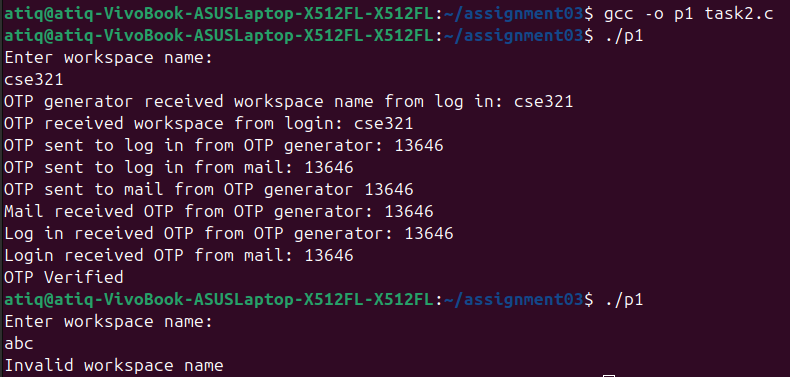 atiq@atiq-VivoBook-ASUSLaptop-X512FL-X512FL:~/assignment03$ gcc -o p1 task2.c
atiq@atiq-VivoBook-ASUSLaptop-X512FL-X512FL:~/assignment03$ ./p1
Enter workspace name:
cse321
OTP generator received workspace name from log in: cse321
OTP received workspace from login: cse321
OTP sent to log in from OTP generator: 13646
OTP sent to log in from mail: 13646
OTP sent to mail from OTP generator 13646
Mail received OTP from OTP generator: 13646
Log in received OTP from OTP generator: 13646
Login received OTP from mail: 13646
OTP Verified
atiq@atiq-VivoBook-ASUSLaptop-X512FL-X512FL:~/assignment03$ ./p1
Enter workspace name:
abc
Invalid workspace name